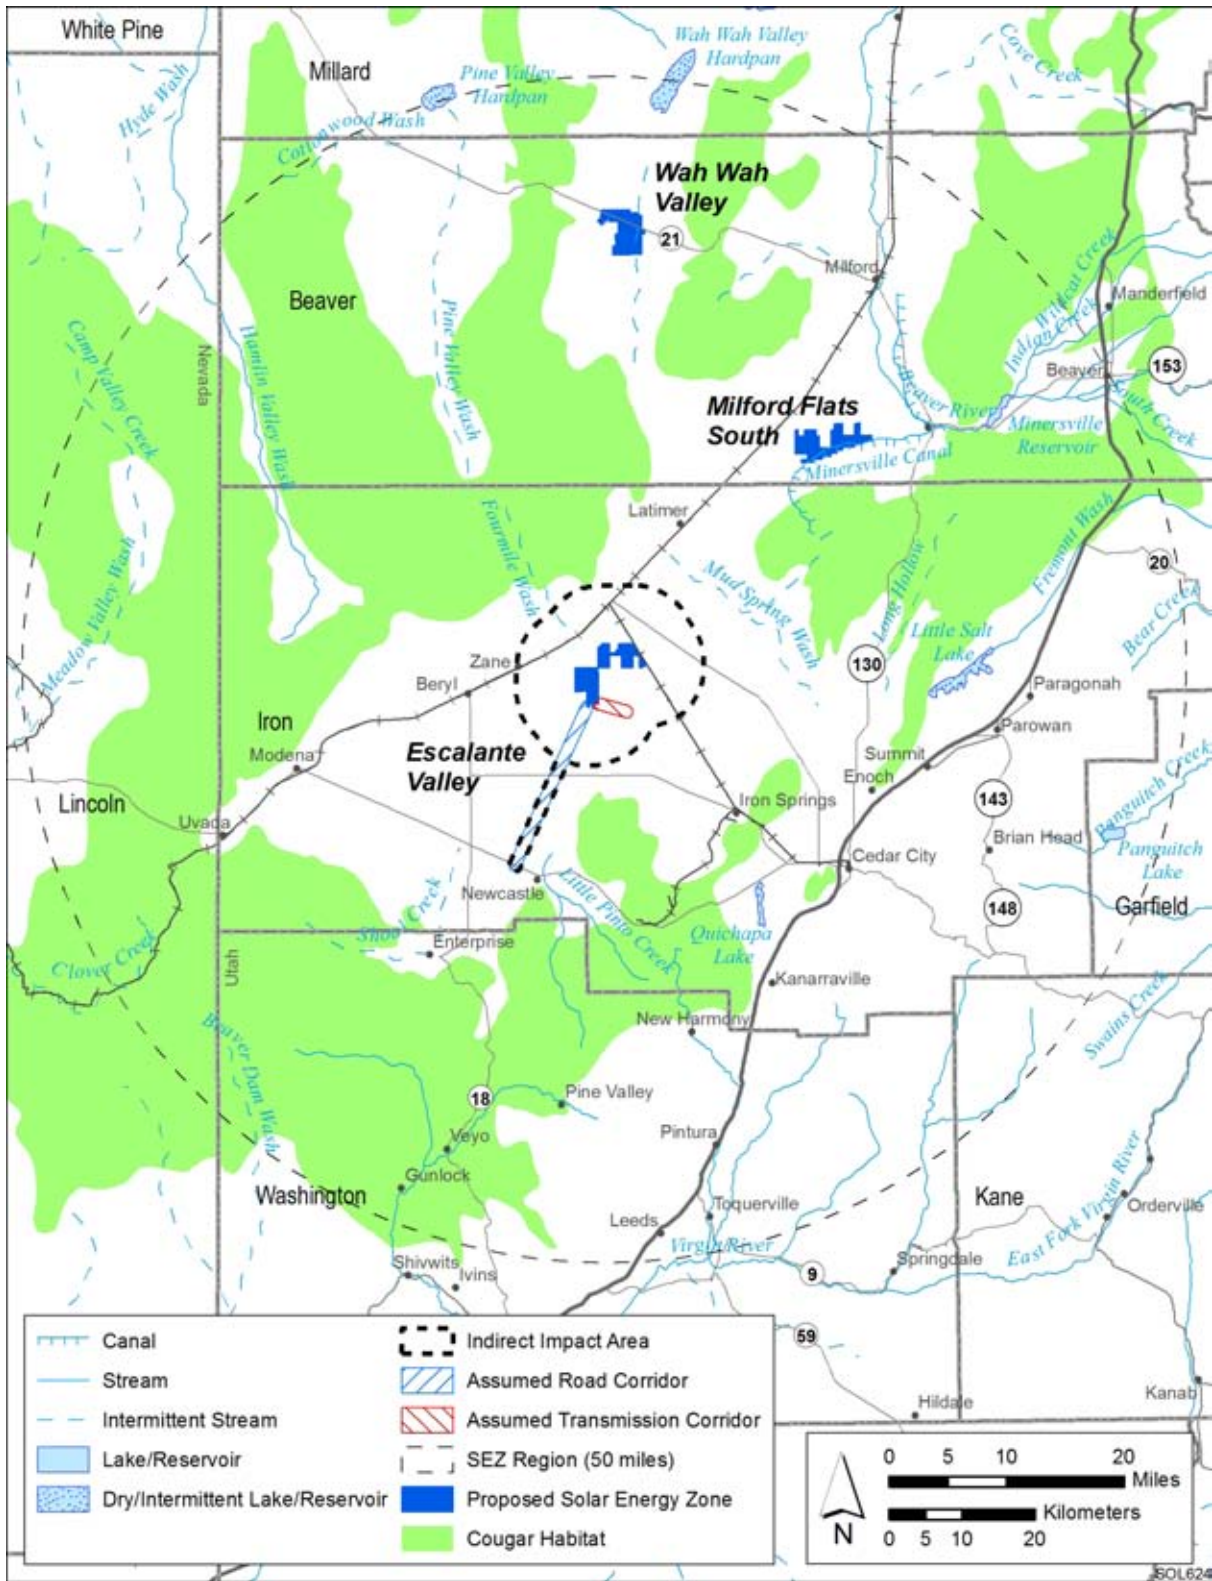 White Pine
Millard
Hyde Wash
Pine Valley
Hardpan
Wah Wah Valley
Hardpan
Cove Creek
Cottonwood Wash
Wah Wah
Valley
21
Milford
Beaver
Wildcat Creek
Indian Creek
Manderfield
Camp Valley Creek
Nevada
Hamlin Valley Wash
Pine Valley Wash
Beaver
153
Beaver River
South Creek
Milford Flats
South
Minersville
Reservoir
Minersville Canal
Latimer
Fourmile Wash
Fremont Wash
20
Meadow Valley Wash
Mud Spring Wash
Long Hollow
Little Salt
Lake
Bear Creek
Zane
Beryl
130
Paragonah
Iron
Parowan
Modena
Escalante
Valley
Summit
Enoch
Lincoln
Uvada
Iron Springs
143
Panguitch Creek
Brian Head
Panguitch
Lake
Cedar City
Newcastle
Little Pinto Creek
148
Garfield
Shoal Creek
Enterprise
Quichapa
Lake
Clover Creek
Utah
Kanarraville
Swains Creek
New Harmony
Beaver Dam Wash
18
Pine Valley
Veyo
Pintura
Gunlock
Washington
Kane
East Fork Virgin River
Orderville
Toquerville
Leeds
Virgin River
Springdale
Shivwits
Ivins
9
59
Hildale
Kanab
Canal
Stream
Intermittent Stream
Lake/Reservoir
Dry/Intermittent Lake/Reservoir
Indirect Impact Area
Assumed Road Corridor
Assumed Transmission Corridor
SEZ Region (50 miles)
Proposed Solar Energy Zone
Cougar Habitat
N
0 5 10 20
Miles
Kilometers
0 5 10 20
SOL624